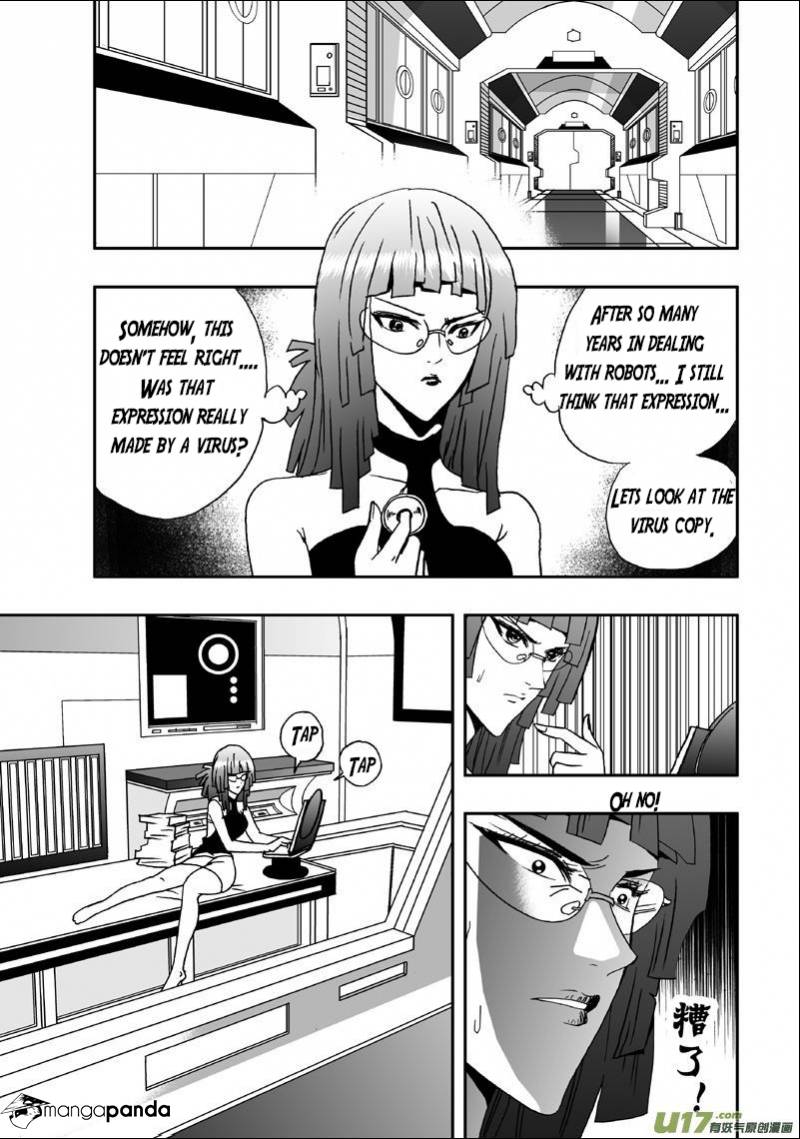 SOMEHOW, THIS
DOESN'T FEEL RIGHT....
WAS THAT
EXPRESSION REALLY
MADE BY A VIRUS?
AFTER SO MANY
YEARS IN DEALING
WITH ROBOTS... I STILL
THINK THAT EXPRESSION...
LETS LOOK AT THE
VIRUS COPY.
TAP
TAP
OH NO!
糟了！
mangapanda
U17.com
有妖气原创漫画